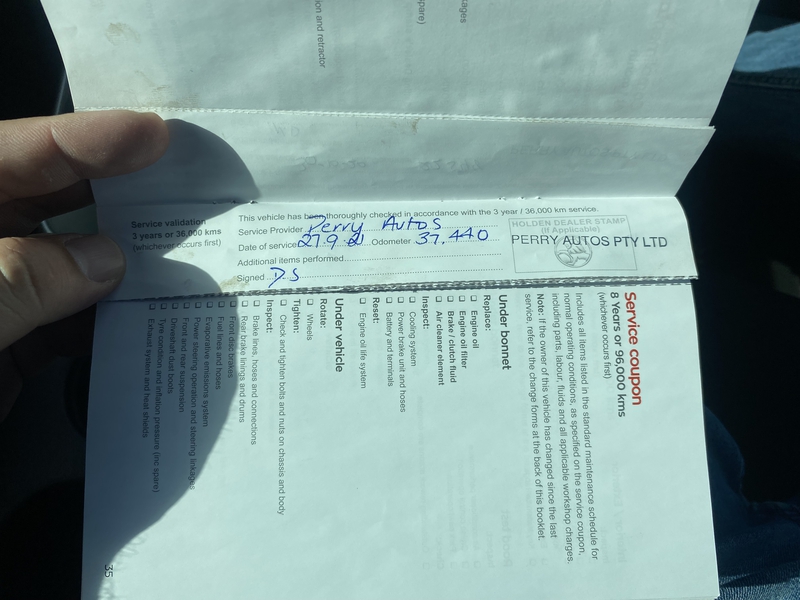 ion and retractor
pare)
ages
Service validation
3 years or 36,000 kms
(whichever occurs first)
This vehicle has been thoroughly checked in accordance with the 3 year / 36,000 km service.
Service Provider Perry Autos
Date of service 27.9.21 Odometer 37,440
Additional items performed
Signed DS
HOLDEN DEALER STAMP
(If Applicable)
PERRY AUTOS PTY LTD
Service coupon
8 Years or 96,000 kms
(whichever occurs first)
Includes all items listed in the standard maintenance schedule for
normal operating conditions, as specified on the service coupon,
including parts, labour, fluids and all applicable workshop charges.
Note: If the owner of this vehicle has changed since the last
service, refer to the change forms at the back of this booklet.
Under bonnet
Replace:
Engine oil
Engine oil filter
Brake / clutch fluid
Air cleaner element
Inspect:
Cooling system
Power brake unit and hoses
Battery and terminals
Reset:
Engine oil life system
Under vehicle
Rotate:
Wheels
Tighten:
Check and tighten bolts and nuts on chassis and body
Inspect:
Brake lines, hoses and connections
Rear brake linings and drums
Front disc brakes
Fuel lines and hoses
Evaporative emissions system
Power steering operation and steering linkages
Front and rear suspension
Driveshaft dust boots
Tyre condition and inflation pressure (inc spare)
Exhaust system and heat shields
35